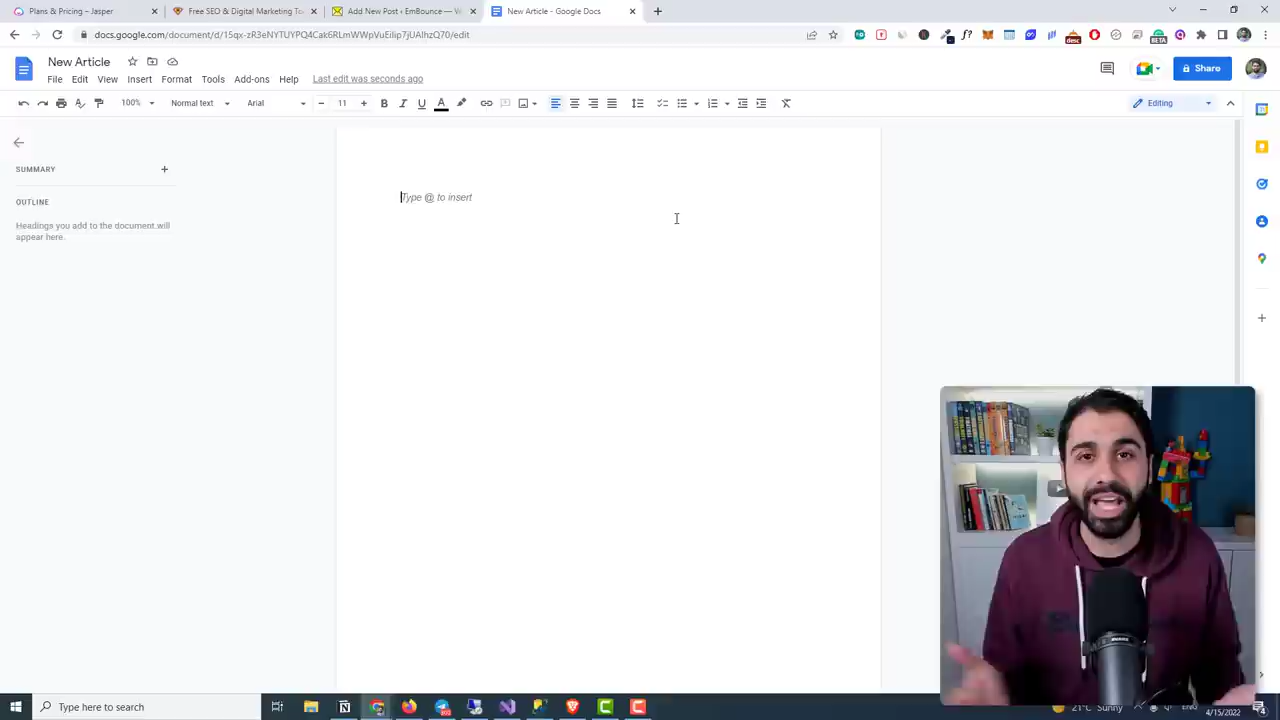 Plans & Pricing – Jasper
Free SEO & Digital Marketing To
Add New Post ‹ EmBounce — W
New Article - Google Docs
docs.google.com/document/d/15qx-zR3eNYTUYPQ4Cak6RLmWWpVuEiIip7jUAlhzQ70/edit
desc
BETA
New Article
File Edit View Insert Format Tools Add-ons Help Last edit was seconds ago
Share
100% Normal text Arial 11 B I U A
Editing
SUMMARY
OUTLINE
Headings you add to the document will
appear here.
Type @ to insert
Type here to search
21°C Sunny
4/15/2022